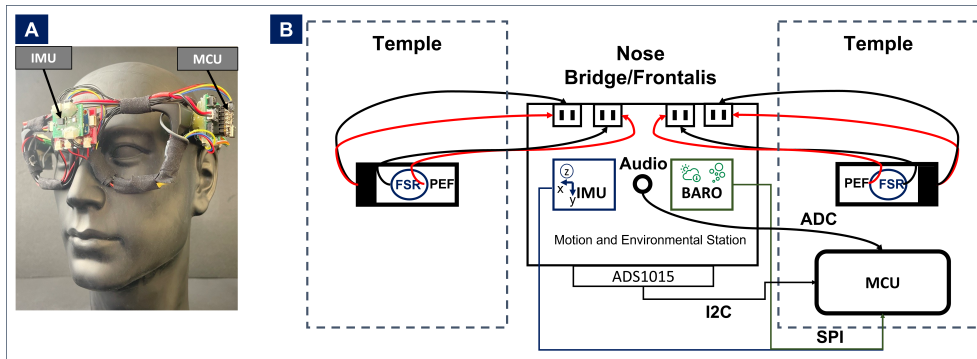 A
IMU
MCU
B
Temple
Nose
Bridge/Frontalis
Temple
FSR
PEF
z
x
y
IMU
Audio
BARO
PEF
FSR
ADC
Motion and Environmental Station
ADS1015
MCU
I2C
SPI